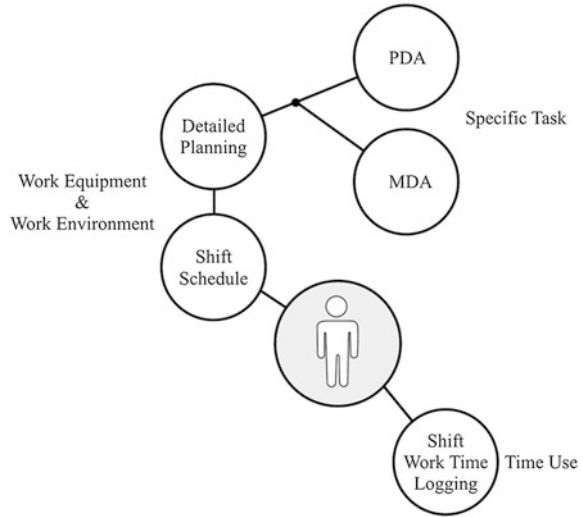 PDA
Specific Task
Detailed
Planning
MDA
Work Equipment
&
Work Environment
Shift
Schedule
Shift
Work Time
Logging
Time Use